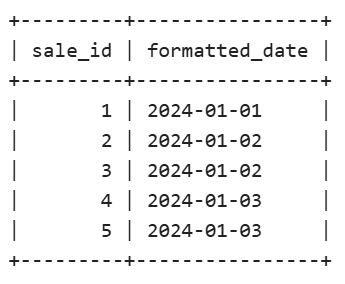 +---------+----------------+
| sale_id | formatted_date |
+---------+----------------+
|       1 | 2024-01-01     |
|       2 | 2024-01-02     |
|       3 | 2024-01-02     |
|       4 | 2024-01-03     |
|       5 | 2024-01-03     |
+---------+----------------+